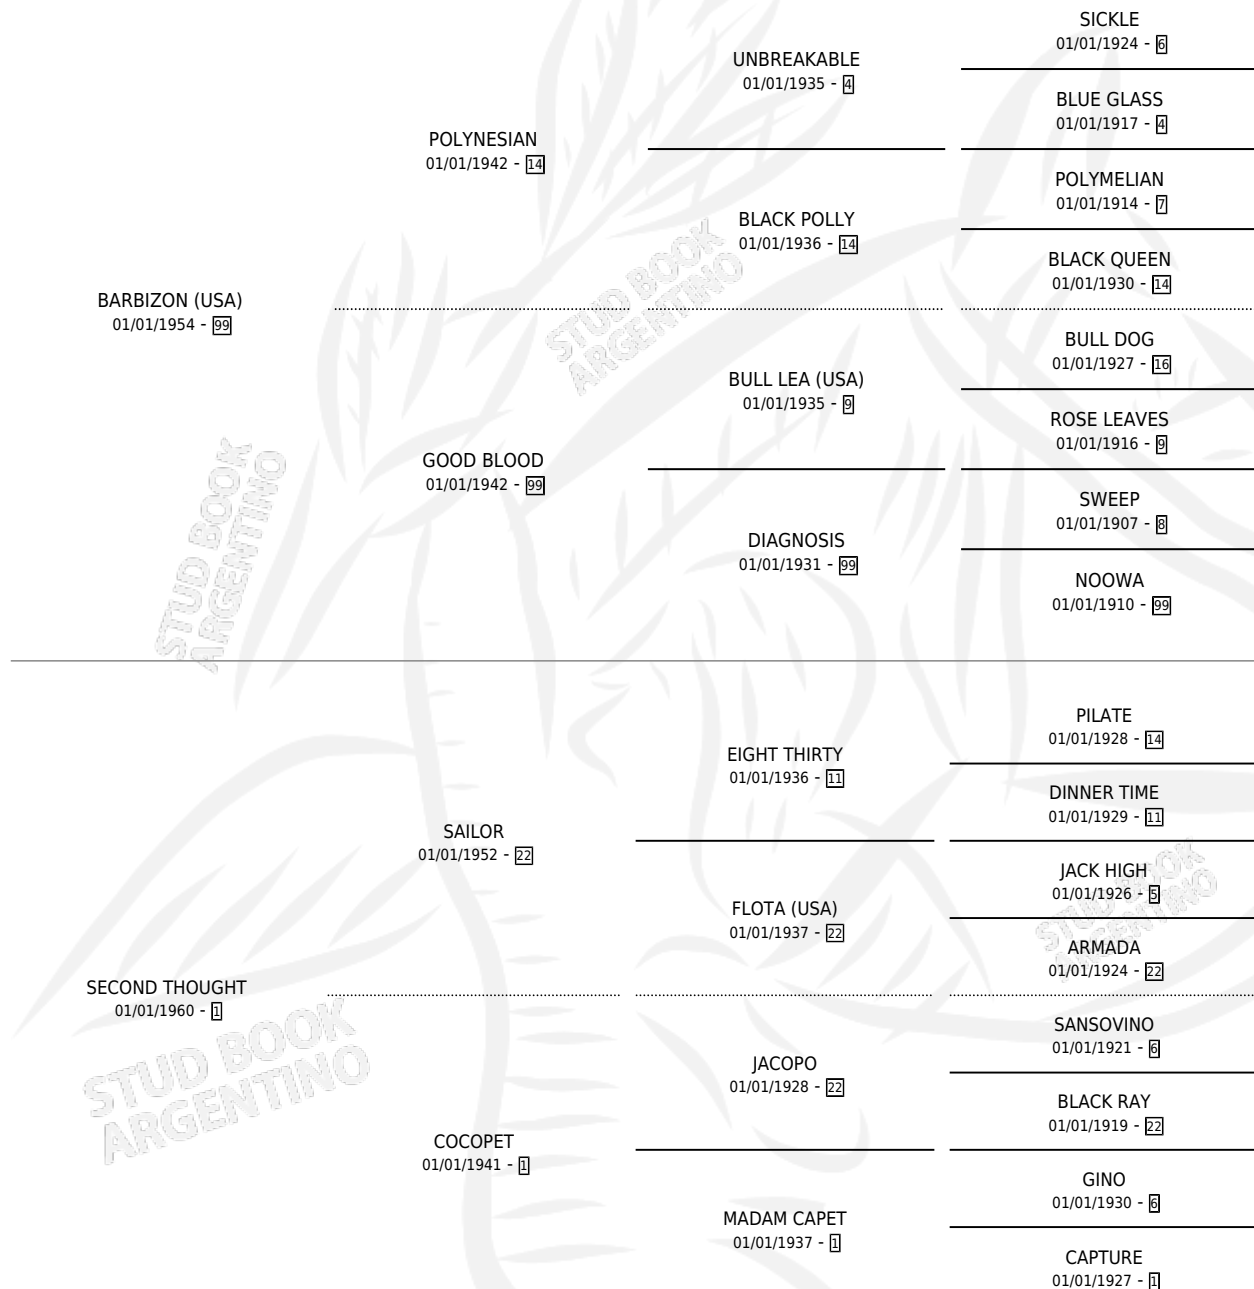 SICKLE
01/01/1924 - 6
UNBREAKABLE
01/01/1935 - 4
BLUE GLASS
01/01/1917 - 4
POLYNESIAN
01/01/1942 - 14
POLYMELIAN
01/01/1914 - 7
BLACK POLLY
01/01/1936 - 14
BLACK QUEEN
01/01/1930 - 14
BARBIZON (USA)
01/01/1954 - 99
STUD BOOK
ARGENTINO
BULL DOG
01/01/1927 - 16
BULL LEA (USA)
01/01/1935 - 9
ROSE LEAVES
01/01/1916 - 9
GOOD BLOOD
01/01/1942 - 99
SWEEP
01/01/1907 - 8
DIAGNOSIS
01/01/1931 - 99
NOOWA
01/01/1910 - 99
STUD BOOK
ARGENTINO
PILATE
01/01/1928 - 14
EIGHT THIRTY
01/01/1936 - 11
DINNER TIME
01/01/1929 - 11
SAILOR
01/01/1952 - 22
JACK HIGH
01/01/1926 - 5
FLOTA (USA)
01/01/1937 - 22
STUD BOOK
ARGENTINO
ARMADA
01/01/1924 - 22
SECOND THOUGHT
01/01/1960 - 1
STUD BOOK
ARGENTINO
SANSOVINO
01/01/1921 - 6
JACOPO
01/01/1928 - 22
BLACK RAY
01/01/1919 - 22
COCOPET
01/01/1941 - 1
GINO
01/01/1930 - 6
MADAM CAPET
01/01/1937 - 1
CAPTURE
01/01/1927 - 1